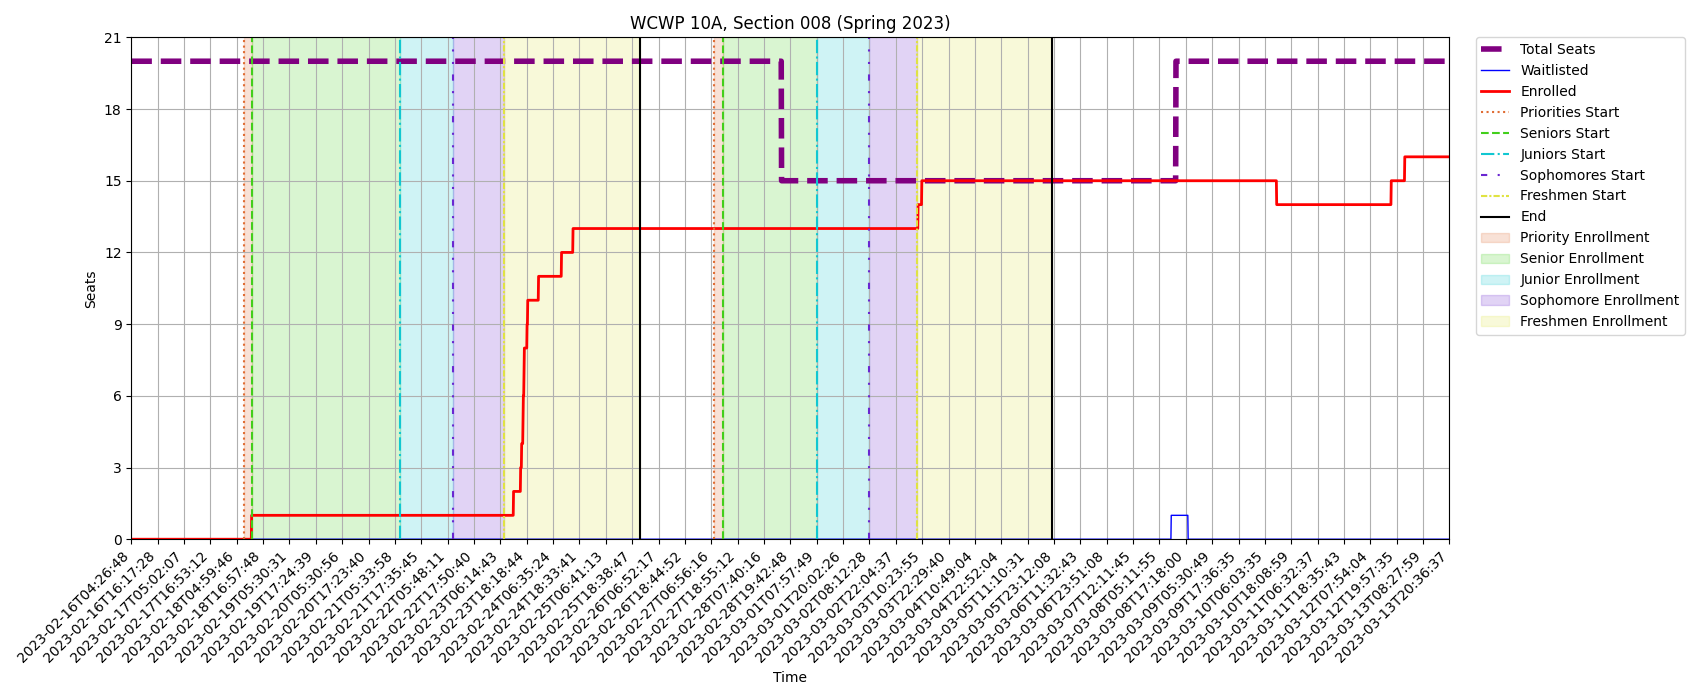 WCWP 10A, Section 008 (Spring 2023)
21
18
15
12
9
6
3
0
Seats
2023-02-16T04:26:48
2023-02-16T16:17:28
2023-02-17T05:02:07
2023-02-17T16:53:12
2023-02-18T04:59:46
2023-02-18T16:57:48
2023-02-19T05:30:31
2023-02-19T17:24:39
2023-02-20T05:30:56
2023-02-20T17:23:40
2023-02-21T05:33:58
2023-02-21T17:35:45
2023-02-22T05:48:11
2023-02-22T17:50:40
2023-02-23T06:14:43
2023-02-23T18:18:44
2023-02-24T06:35:24
2023-02-24T18:33:41
2023-02-25T06:41:13
2023-02-25T18:38:47
2023-02-26T06:52:17
2023-02-26T18:44:52
2023-02-27T06:56:16
2023-02-27T18:55:12
2023-02-28T07:40:16
2023-02-28T19:42:48
2023-03-01T07:57:49
2023-03-01T20:02:26
2023-03-02T08:12:28
2023-03-02T22:04:37
2023-03-03T10:23:55
2023-03-03T22:29:40
2023-03-04T10:49:04
2023-03-04T22:52:04
2023-03-05T11:10:31
2023-03-05T23:12:08
2023-03-06T11:32:43
2023-03-06T23:51:08
2023-03-07T12:11:45
2023-03-08T05:11:55
2023-03-08T17:18:00
2023-03-09T05:30:49
2023-03-09T17:36:35
2023-03-10T06:03:35
2023-03-10T18:08:59
2023-03-11T06:32:37
2023-03-11T18:35:43
2023-03-12T07:54:04
2023-03-12T19:57:35
2023-03-13T08:27:59
2023-03-13T20:36:37
Time
Total Seats
Waitlisted
Enrolled
Priorities Start
Seniors Start
Juniors Start
Sophomores Start
Freshmen Start
End
Priority Enrollment
Senior Enrollment
Junior Enrollment
Sophomore Enrollment
Freshmen Enrollment